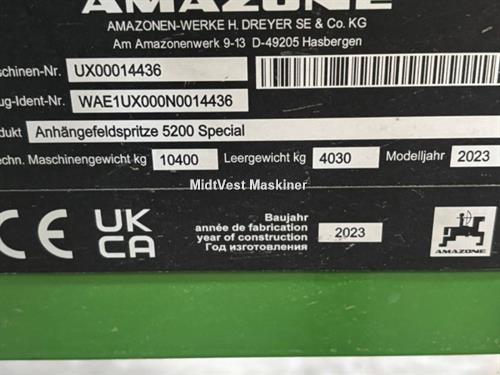 AMAZONE
AMAZONEN-WERKE H. DREYER SE & Co. KG
Am Amazonenwerk 9-13 D-49205 Hasbergen
schinen-Nr. UX00014436
ug-Ident-Nr. WAE1UX000N0014436
dukt Anhängefeldspritze 5200 Special
echn. Maschinengewicht kg 10400 Leergewicht kg 4030 Modelljahr 2023
MidtVest Maskiner
CE UK CA
Baujahr
année de fabrication
year of construction
Год изготовления
2023
AMAZONE